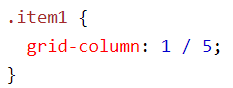 .item1 {
  grid-column: 1 / 5;
}